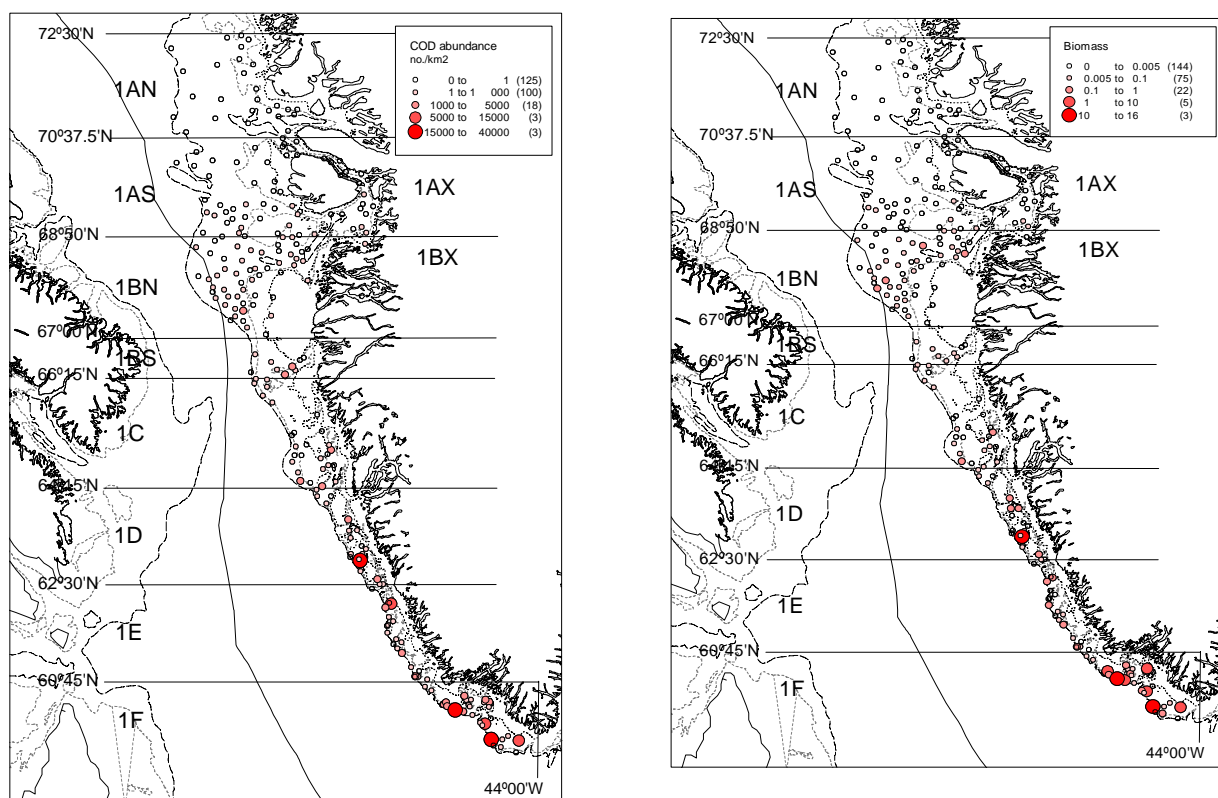 72º30'N
COD abundance
no./km2
0 to 1 (125)
1 to 1 000 (100)
1000 to 5000 (18)
5000 to 15000 (3)
15000 to 40000 (3)
1AN
70º37.5'N
1AX
1AS
68º50'N
1BX
1BN
67º00'N
1BS
66º15'N
1C
64º45'N
1D
62º30'N
1E
60º45'N
1F
44º00'W
72º30'N
Biomass
0 to 0.005 (144)
0.005 to 0.1 (75)
0.1 to 1 (22)
1 to 10 (5)
10 to 16 (3)
1AN
70º37.5'N
1AX
1AS
68º50'N
1BX
1BN
67º00'N
1BS
66º15'N
1C
64º45'N
1D
62º30'N
1E
60º45'N
1F
44º00'W